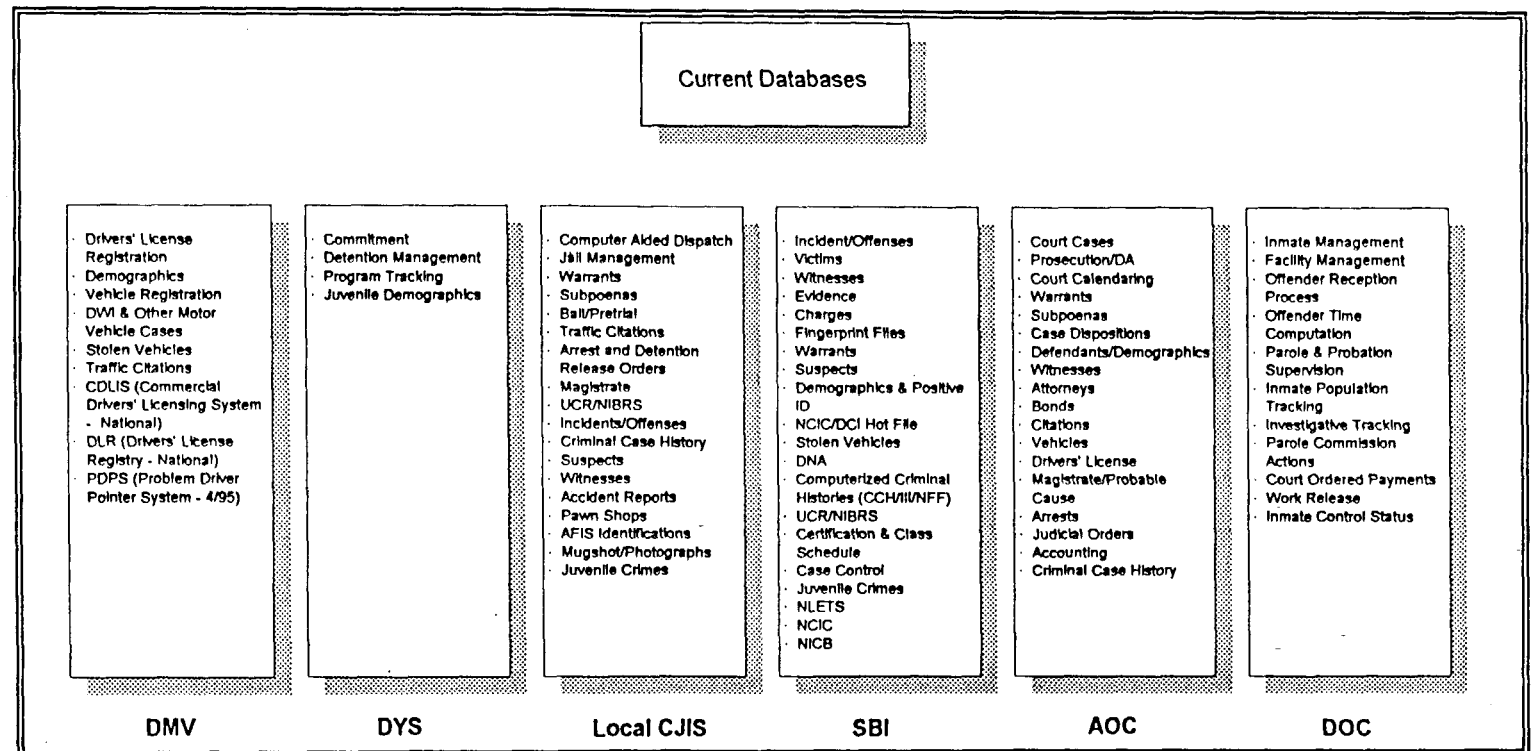 Current Databases
· Drivers' License
Registration
· Demographics
· Vehicle Registration
· DWI & Other Motor
Vehicle Cases
· Stolen Vehicles
· Traffic Citations
· CDLIS (Commercial
Drivers' Licensing System
- National)
· DLR (Drivers' License
Registry - National)
· PDPS (Problem Driver
Pointer System - 4/95)
DMV
· Commitment
· Detention Management
· Program Tracking
· Juvenile Demographics
DYS
· Computer Aided Dispatch
· Jail Management
· Warrants
· Subpoenas
· Bail/Pretrial
· Traffic Citations
· Arrest and Detention
Release Orders
· Magistrate
· UCR/NIBRS
· Incidents/Offenses
· Criminal Case History
· Suspects
· Witnesses
· Accident Reports
· Pawn Shops
· AFIS Identifications
· Mugshot/Photographs
· Juvenile Crimes
Local CJIS
· Incident/Offenses
· Victims
· Witnesses
· Evidence
· Charges
· Fingerprint Files
· Warrants
· Suspects
· Demographics & Positive
ID
· NCIC/DCI Hot File
· Stolen Vehicles
· DNA
· Computerized Criminal
Histories (CCH/III/NFF)
· UCR/NIBRS
· Certification & Class
Schedule
· Case Control
· Juvenile Crimes
· NLETS
· NCIC
· NICB
SBI
· Court Cases
· Prosecution/DA
· Court Calendaring
· Warrants
· Subpoenas
· Case Dispositions
· Defendants/Demographics
· Witnesses
· Attorneys
· Bonds
· Citations
· Vehicles
· Drivers' License
· Magistrate/Probable
Cause
· Arrests
· Judicial Orders
· Accounting
· Criminal Case History
AOC
· Inmate Management
· Facility Management
· Offender Reception
Process
· Offender Time
Computation
· Parole & Probation
Supervision
· Inmate Population
Tracking
· Investigative Tracking
· Parole Commission
Actions
· Court Ordered Payments
· Work Release
· Inmate Control Status
DOC